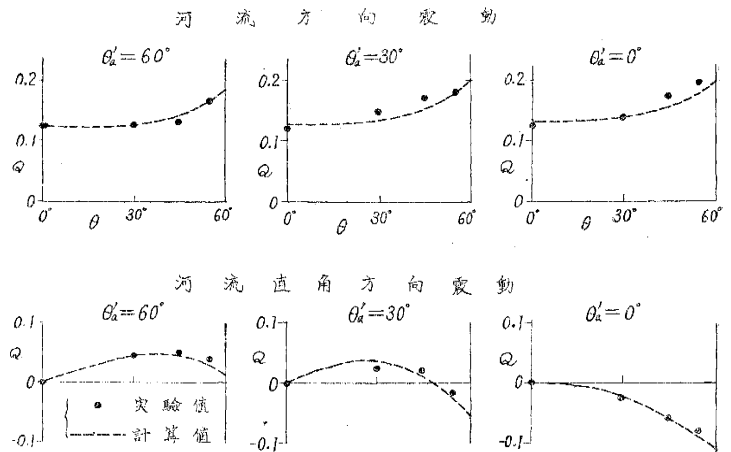 河流方向震動
θ'a=60° θ'a=30° θ'a=0°
0.2 0.2 0.2
0.1 0.1 0.1
Q Q Q
0 0 0
0° 30° 60° 0° 30° 60° 0° 30° 60°
θ θ θ
河流直角方向震動
θ'a=60° θ'a=30° θ'a=0°
0.1 0.1 0.1
Q Q Q
0 0 0
実驗値
計算値
-0.1 -0.1 -0.1